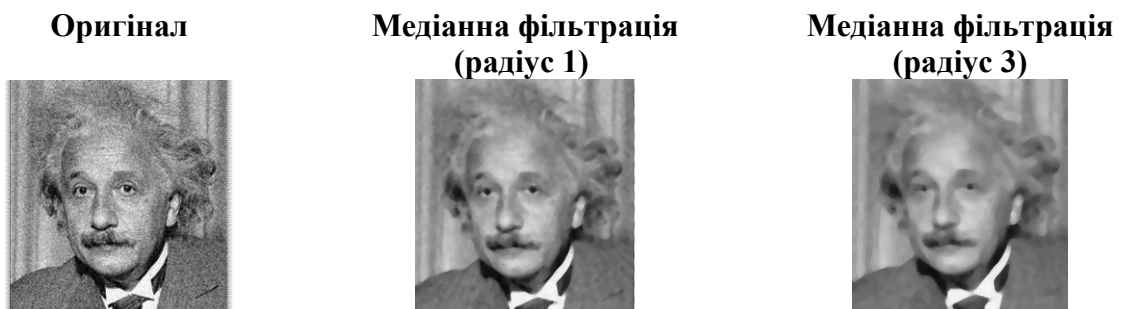 Оригінал
Медіанна фільтрація
(радіус 1)
Медіанна фільтрація
(радіус 3)